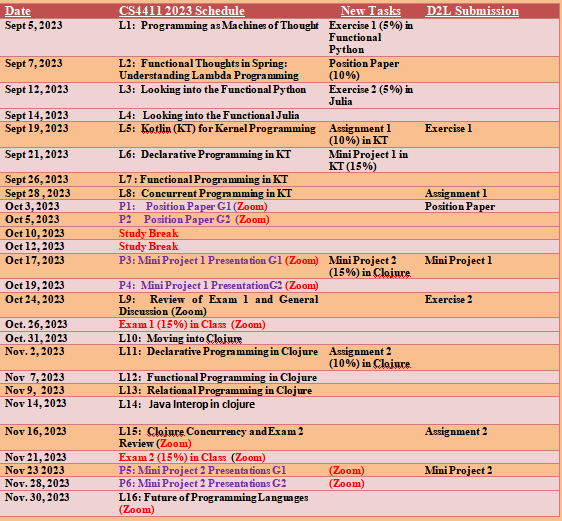 Date CS4411 2023 Schedule New Tasks D2L Submission
Sept 5, 2023 L1: Programming as Machines of Thought Exercise 1 (5%) in
Functional
Python
Sept 7, 2023 L2: Functional Thoughts in Spring: Position Paper
Understanding Lambda Programming (10%)
Sept 12, 2023 L3: Looking into the Functional Python Exercise 2 (5%) in
Julia
Sept 14, 2023 L4: Looking into the Functional Julia
Sept 19, 2023 L5: Kotlin (KT) for Kernel Programming Assignment 1 Exercise 1
(10%) in KT
Sept 21, 2023 L6: Declarative Programming in KT Mini Project 1 in
KT (15%)
Sept 26, 2023 L7 : Functional Programming in KT
Sept 28 , 2023 L8: Concurrent Programming in KT Assignment 1
Oct 3, 2023 P1: Position Paper G1 (Zoom) Position Paper
Oct 5, 2023 P2 Position Paper G2 (Zoom)
Oct 10, 2023 Study Break
Oct 12, 2023 Study Break
Oct 17, 2023 P3: Mini Project 1 Presentation G1 (Zoom) Mini Project 2 Mini Project 1
(15%) in Clojure
Oct 19, 2023 P4: Mini Project 1 PresentationG2 (Zoom)
Oct 24, 2023 L9: Review of Exam 1 and General Exercise 2
Discussion (Zoom)
Oct. 26, 2023 Exam 1 (15%) in Class (Zoom)
Oct. 31, 2023 L10: Moving into Clojure
Nov. 2, 2023 L11: Declarative Programming in Clojure Assignment 2
(10%) in Clojure
Nov 7, 2023 L12: Functional Programming in Clojure
Nov 9, 2023 L13: Relational Programming in Clojure
Nov 14, 2023 L14: Java Interop in clojure
Nov 16, 2023 L15: Clojure Concurrency and Exam 2 Assignment 2
Review (Zoom)
Nov 21, 2023 Exam 2 (15%) in Class (Zoom)
Nov 23 2023 P5: Mini Project 2 Presentations G1 (Zoom) Mini Project 2
Nov. 28, 2023 P6: Mini Project 2 Presentations G2 (Zoom)
Nov. 30, 2023 L16: Future of Programming Languages
(Zoom)